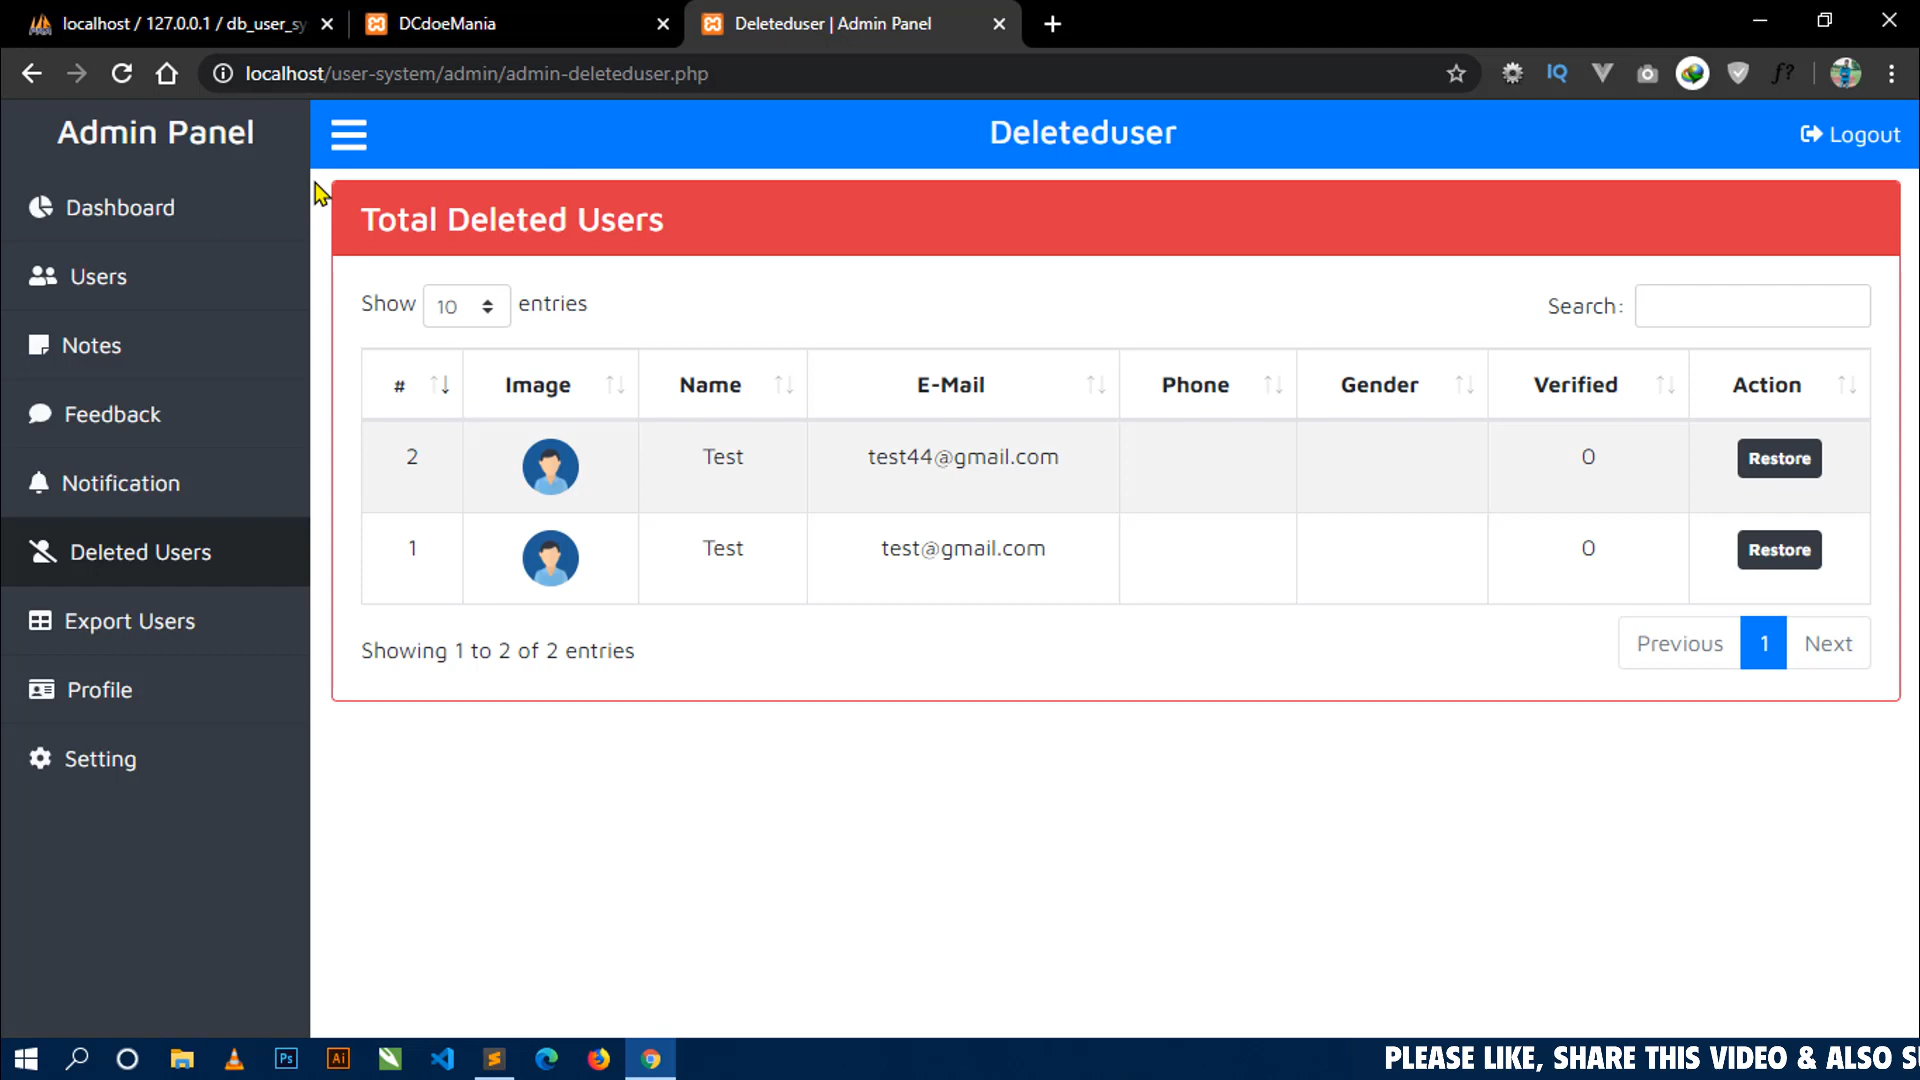 localhost / 127.0.0.1 / db_user_sy
DCdoeMania
Deleteduser | Admin Panel
localhost/user-system/admin/admin-deleteduser.php
IQ
f?
Admin Panel
Deleteduser
Logout
Dashboard
Users
Notes
Feedback
Notification
Deleted Users
Export Users
Profile
Setting
Total Deleted Users
Show 10 entries
Search:
# Image Name E-Mail Phone Gender Verified Action
2 Test test44@gmail.com 0 Restore
1 Test test@gmail.com 0 Restore
Showing 1 to 2 of 2 entries
Previous 1 Next
Ps
Ai
PLEASE LIKE, SHARE THIS VIDEO & ALSO S